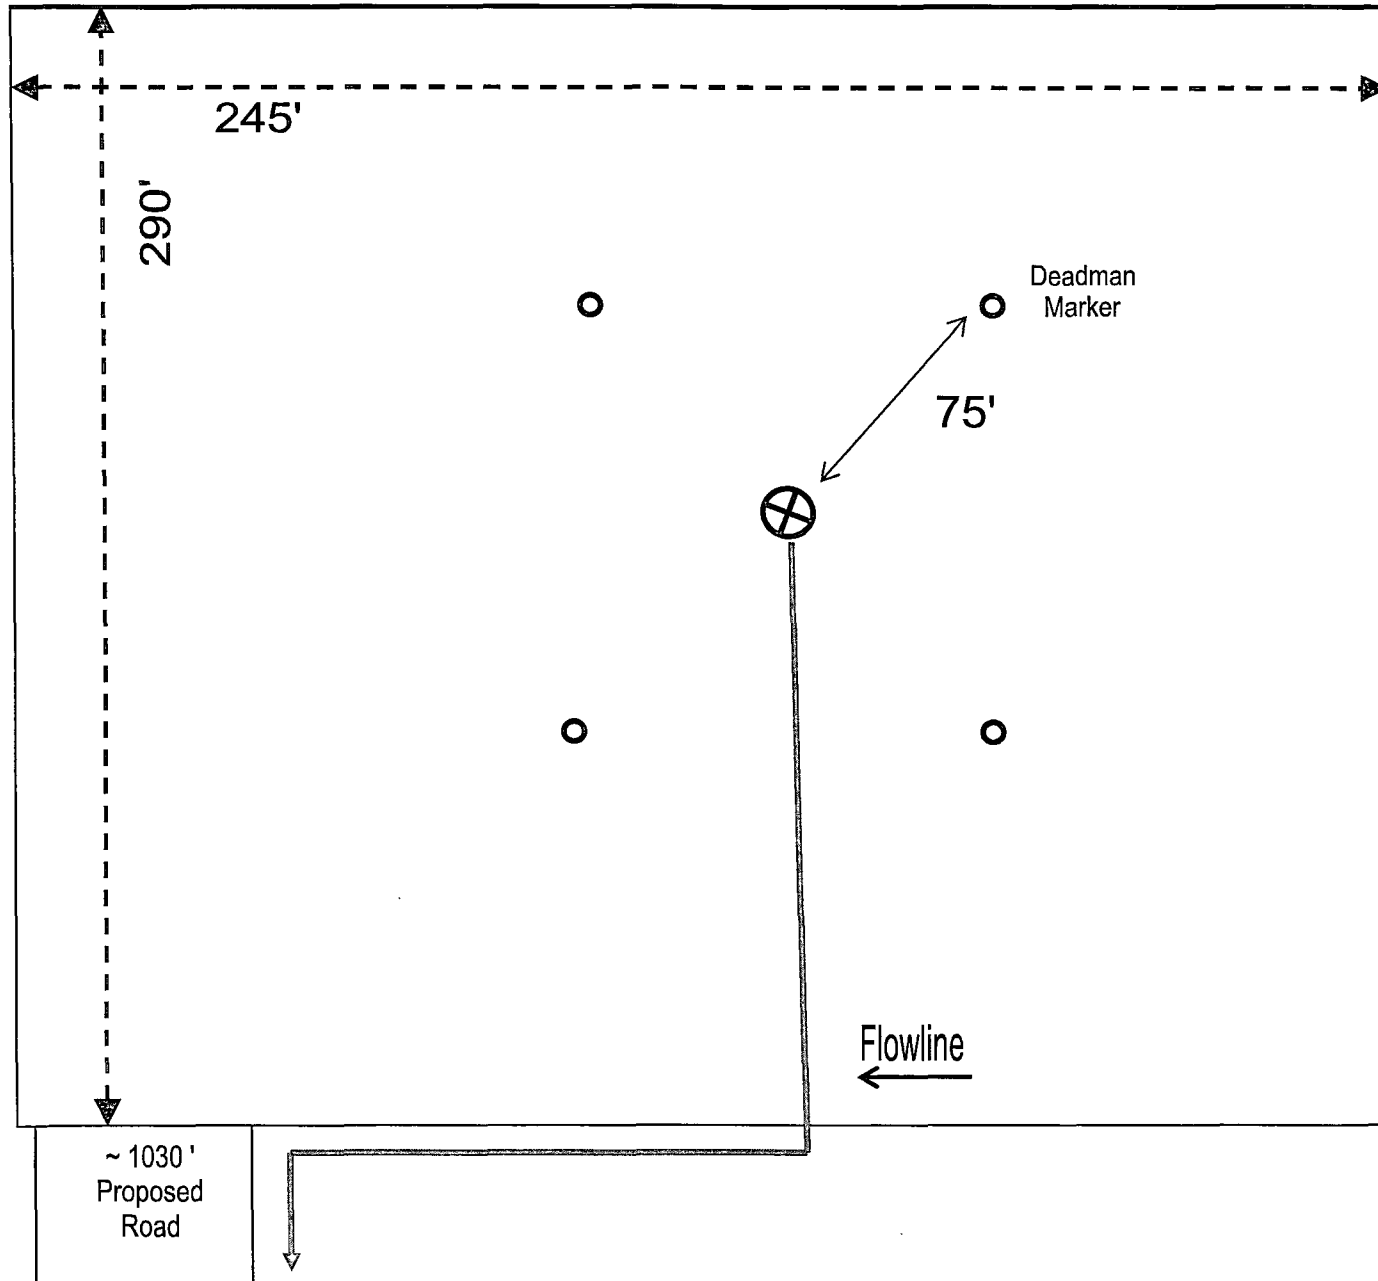 245'
290'
Deadman
Marker
75'
Flowline
~ 1030 '
Proposed
Road